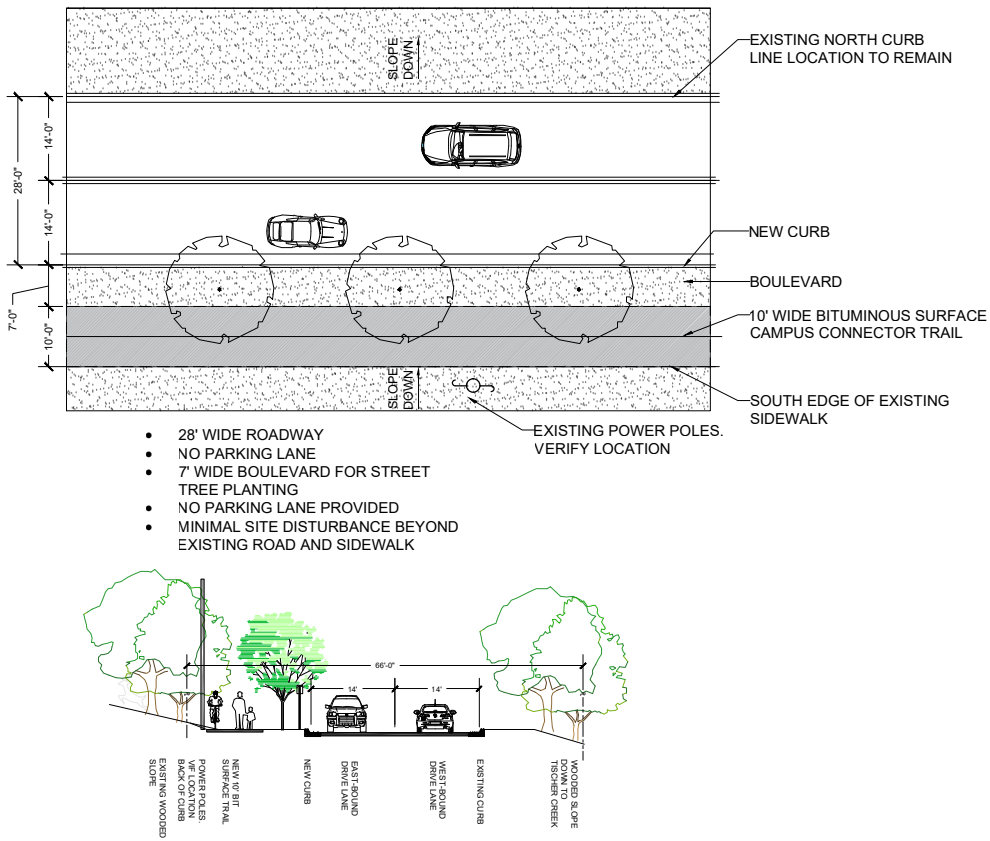 SLOPE
DOWN
EXISTING NORTH CURB
LINE LOCATION TO REMAIN
14'-0"
28'-0"
14'-0"
NEW CURB
BOULEVARD
7'-0"
10'-0"
10' WIDE BITUMINOUS SURFACE
CAMPUS CONNECTOR TRAIL
SLOPE
DOWN
SOUTH EDGE OF EXISTING
SIDEWALK
EXISTING POWER POLES.
VERIFY LOCATION
• 28' WIDE ROADWAY
• NO PARKING LANE
• 7' WIDE BOULEVARD FOR STREET
TREE PLANTING
• NO PARKING LANE PROVIDED
• MINIMAL SITE DISTURBANCE BEYOND
EXISTING ROAD AND SIDEWALK
66'-0"
14'
14'
EXISTING WOODED
SLOPE
POWER POLES.
VIF LOCATION
BACK OF CURB
NEW 10' BIT
SURFACE TRAIL
NEW CURB
EAST-BOUND
DRIVE LANE
WEST-BOUND
DRIVE LANE
EXISTING CURB
WOODED SLOPE
DOWN TO
TISCHER CREEK